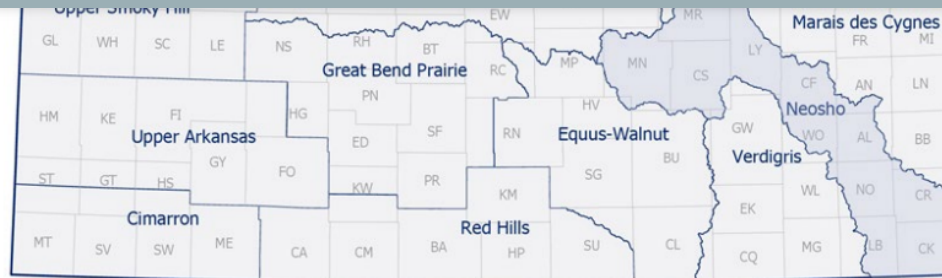 Upper Smoky Hill
EW
MR
Marais des Cygnes
GL WH SC LE NS RH BT LY FR MI
Great Bend Prairie RC MP MN CS
PN CF AN LN
HM KE FI HG HV Neosho
Upper Arkansas ED SF RN Equus-Walnut GW WO AL BB
GY FO BU Verdigris
ST GT HS KW PR KM SG WL NO CR
Cimarron Red Hills EK
MT SV SW ME CA CM BA HP SU CL CQ MG LB CK